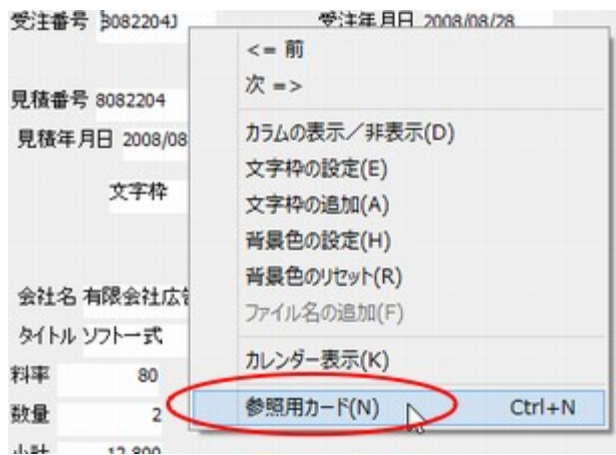 受注番号 8082204J 受注年月日 2008/08/28
<= 前
次 =>
見積番号 8082204
見積年月日 2008/08
カラムの表示／非表示(D)
文字枠の設定(E)
文字枠
文字枠の追加(A)
背景色の設定(H)
背景色のリセット(R)
会社名 有限会社広告
ファイル名の追加(F)
タイトル ソフト一式
カレンダー表示(K)
料率 80
参照用カード(N) Ctrl+N
数量 2
小計 12,800